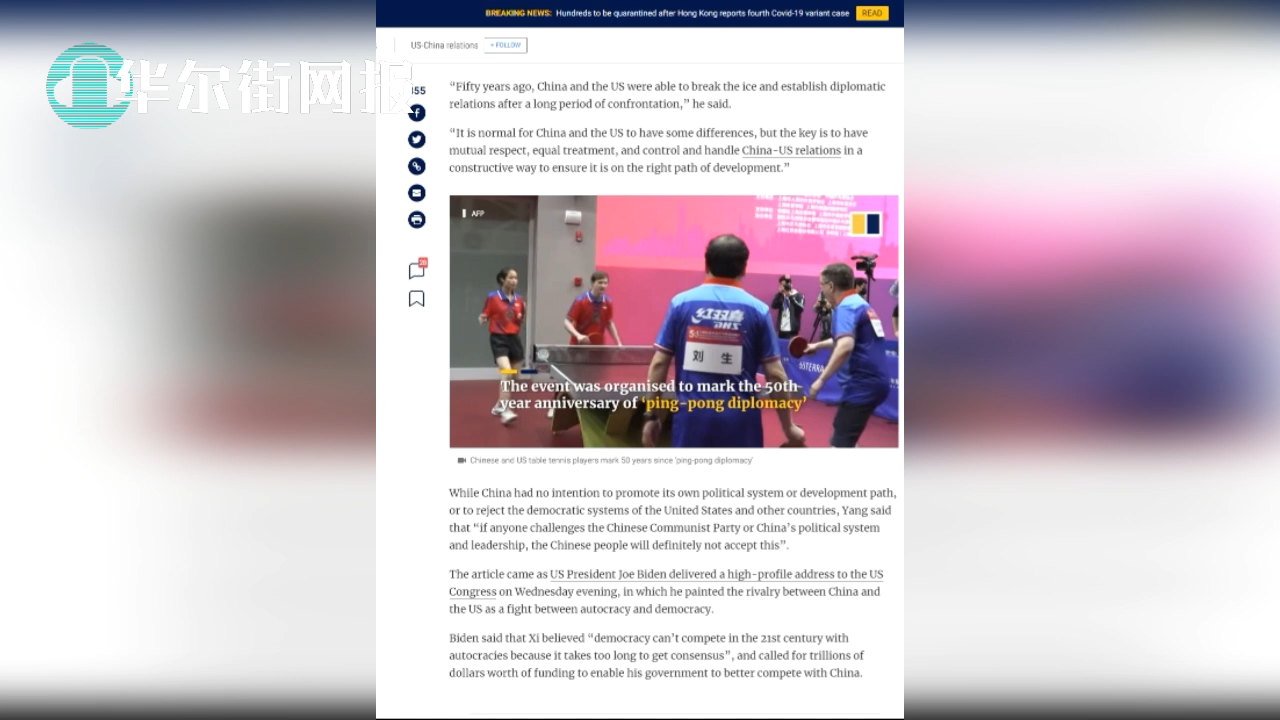 BREAKING NEWS: Hundreds to be quarantined after Hong Kong reports fourth Covid-19 variant case READ
US-China relations + FOLLOW
华尔街网报
“Fifty years ago, China and the US were able to break the ice and establish diplomatic
relations after a long period of confrontation,” he said.
“It is normal for China and the US to have some differences, but the key is to have
mutual respect, equal treatment, and control and handle China-US relations in a
constructive way to ensure it is on the right path of development.”
AFP
28
红双喜
DHS
刘 生
The event was organised to mark the 50th-
year anniversary of ‘ping-pong diplomacy’
Chinese and US table tennis players mark 50 years since 'ping-pong diplomacy'
While China had no intention to promote its own political system or development path,
or to reject the democratic systems of the United States and other countries, Yang said
that “if anyone challenges the Chinese Communist Party or China’s political system
and leadership, the Chinese people will definitely not accept this”.
The article came as US President Joe Biden delivered a high-profile address to the US
Congress on Wednesday evening, in which he painted the rivalry between China and
the US as a fight between autocracy and democracy.
Biden said that Xi believed “democracy can’t compete in the 21st century with
autocracies because it takes too long to get consensus”, and called for trillions of
dollars worth of funding to enable his government to better compete with China.